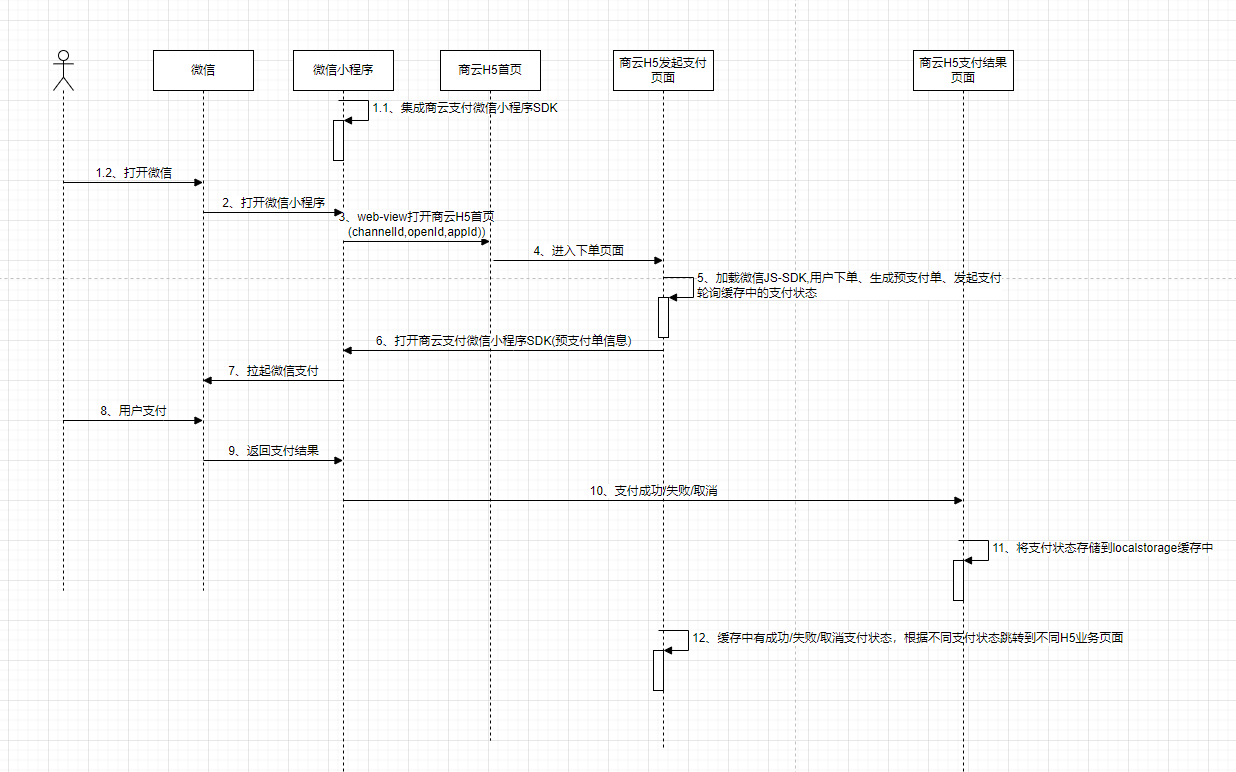 微信
微信小程序
商云H5首页
商云H5发起支付
页面
商云H5支付结果
页面
1.1、集成商云支付微信小程序SDK
1.2、打开微信
2、打开微信小程序
3、web-view打开商云H5首页
(channelId,openId,appId))
4、进入下单页面
5、加载微信JS-SDK,用户下单、生成预支付单、发起支付
轮询缓存中的支付状态
6、打开商云支付微信小程序SDK(预支付单信息)
7、拉起微信支付
8、用户支付
9、返回支付结果
10、支付成功/失败/取消
11、将支付状态存储到localstorage缓存中
12、缓存中有成功/失败/取消支付状态，根据不同支付状态跳转到不同H5业务页面